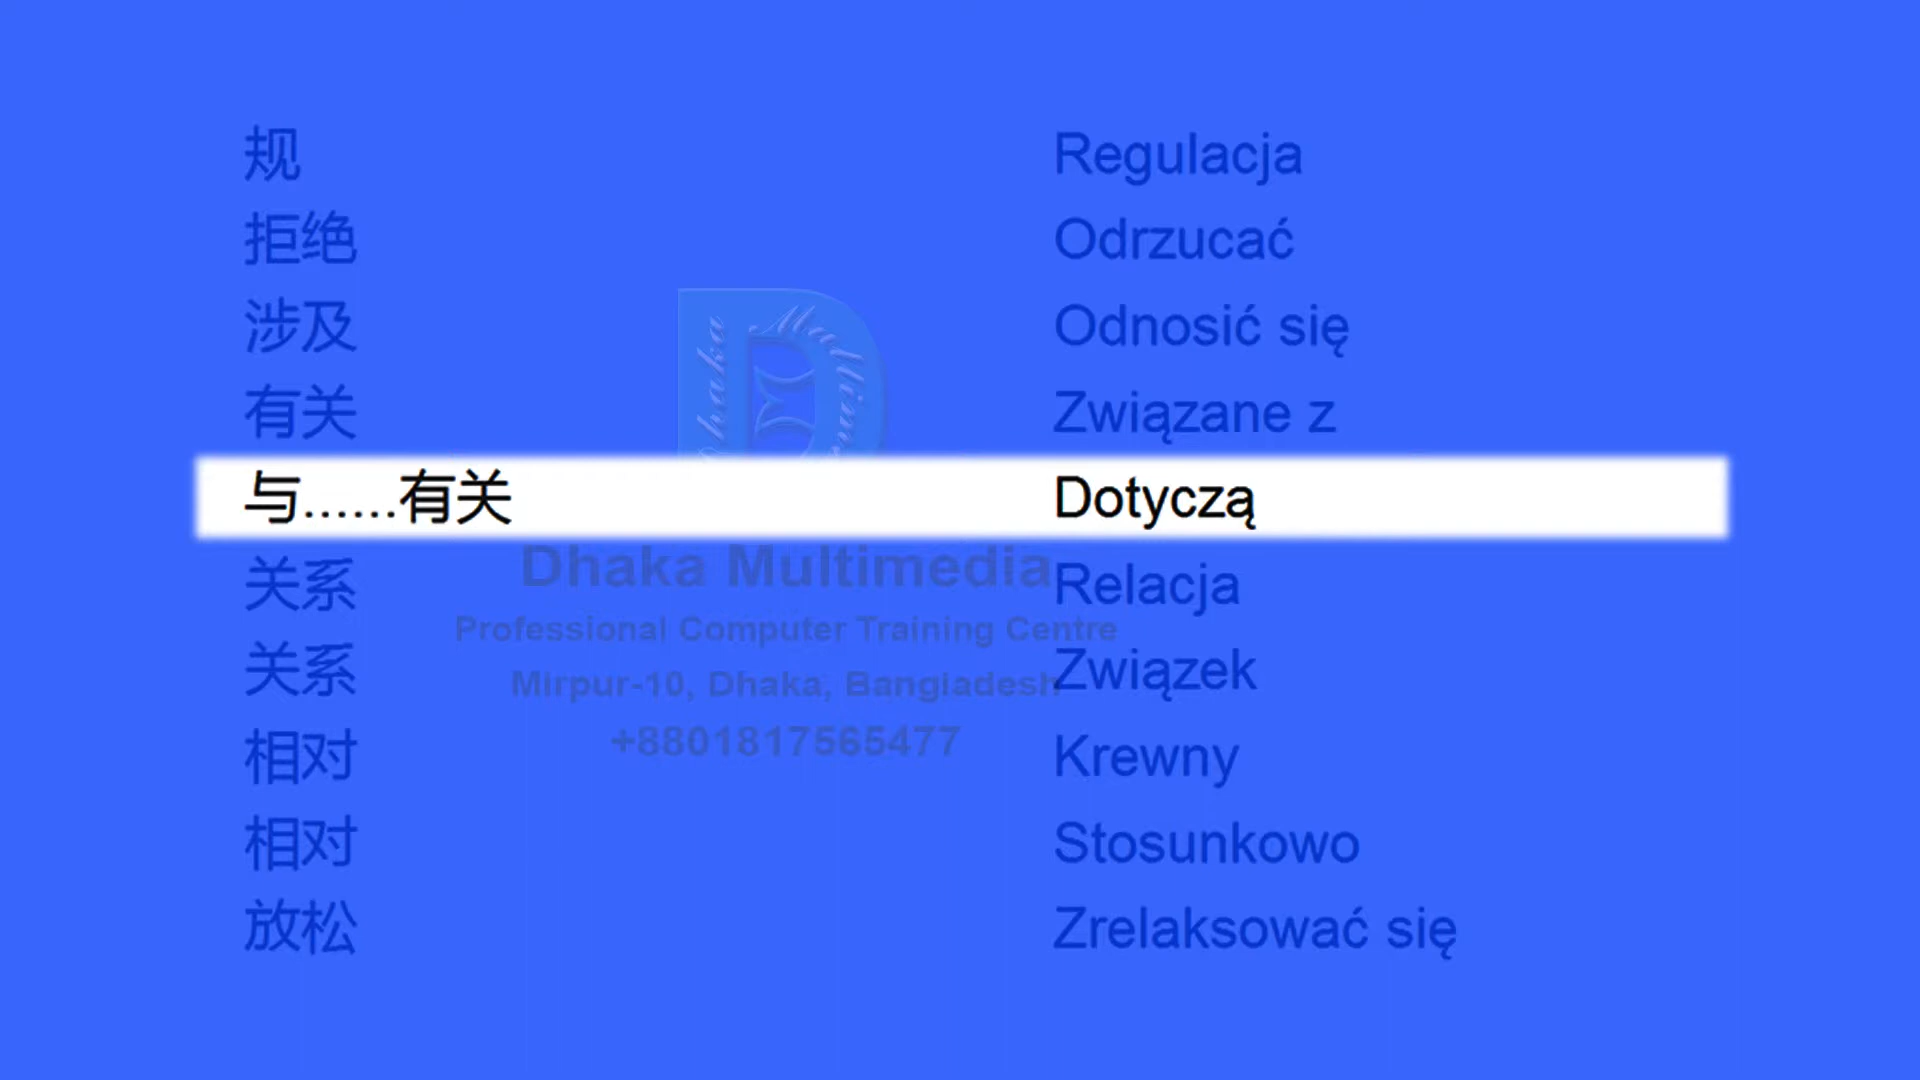 规 Regulacja
拒绝 Odrzucać
涉及 Odnosić się
有关 Związane z
与......有关 Dotyczą
关系 Relacja
关系 Związek
相对 Krewny
相对 Stosunkowo
放松 Zrelaksować się
Dhaka Multimedia
Professional Computer Training Centre
Mirpur-10, Dhaka, Bangladesh
+8801817565477